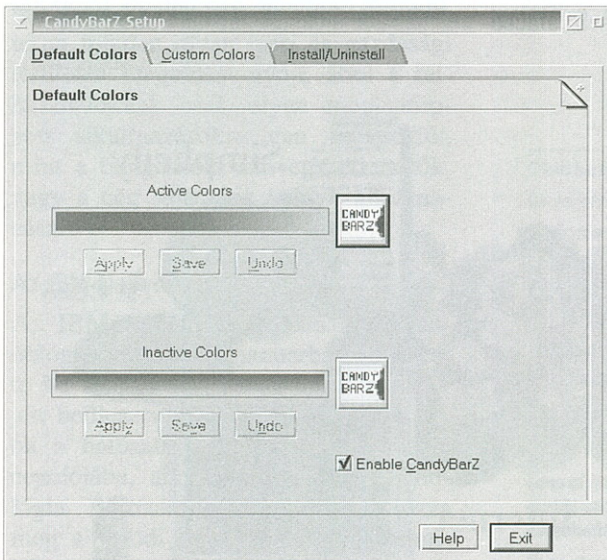 CandyBarZ Setup
Default Colors Custom Colors Install/Uninstall
Default Colors
Active Colors
CANDY
BARZ
Apply Save Undo
Inactive Colors
CANDY
BARZ
Apply Save Undo
Enable CandyBarZ
Help Exit